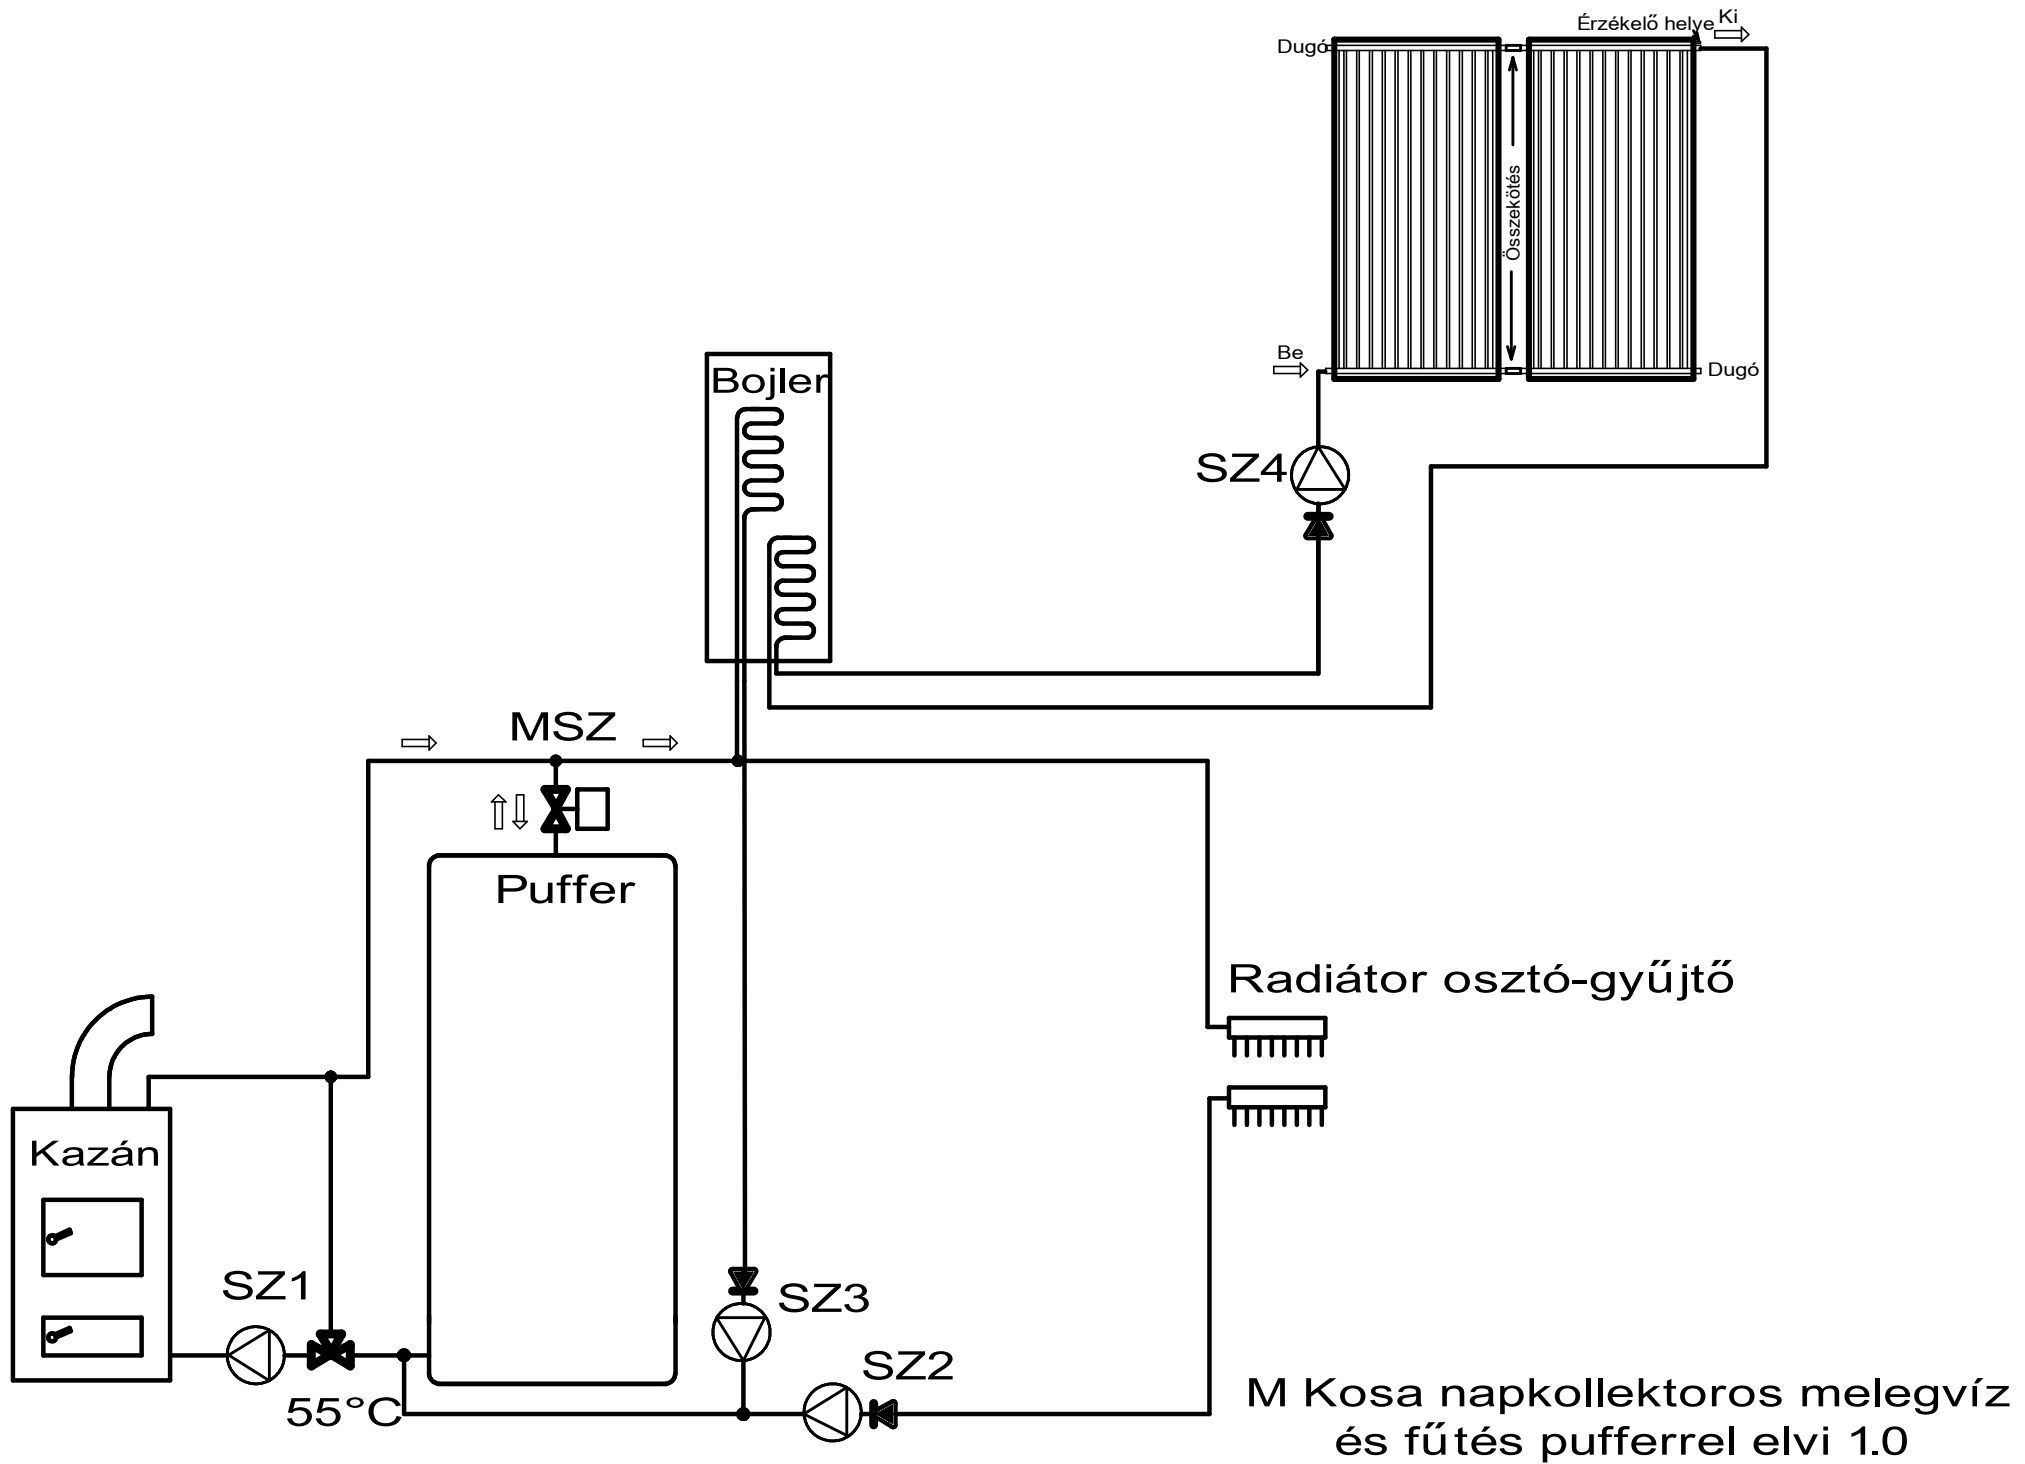 Érzékelő helye
Ki
Dugó
Összekötés
Be
Dugó
Bojler
SZ4
MSZ
Puffer
Radiátor osztó-gyűjtő
Kazán
SZ1
SZ3
SZ2
55°C
M Kosa napkollektoros melegvíz
és fűtés pufferrel elvi 1.0